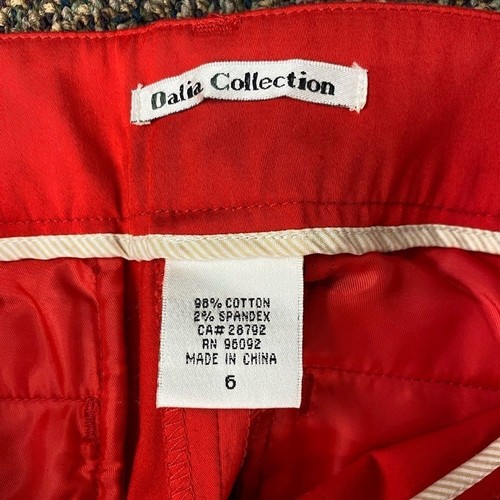 Dalia Collection
98% COTTON
2% SPANDEX
CA# 28792
RN 96092
MADE IN CHINA
6